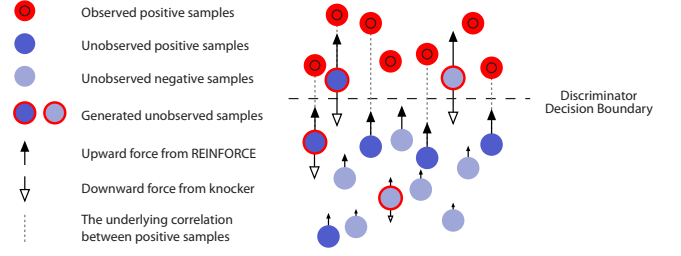 Observed positive samples
Unobserved positive samples
Unobserved negative samples
Generated unobserved samples
Upward force from REINFORCE
Downward force from knocker
The underlying correlation
between positive samples
Discriminator
Decision Boundary